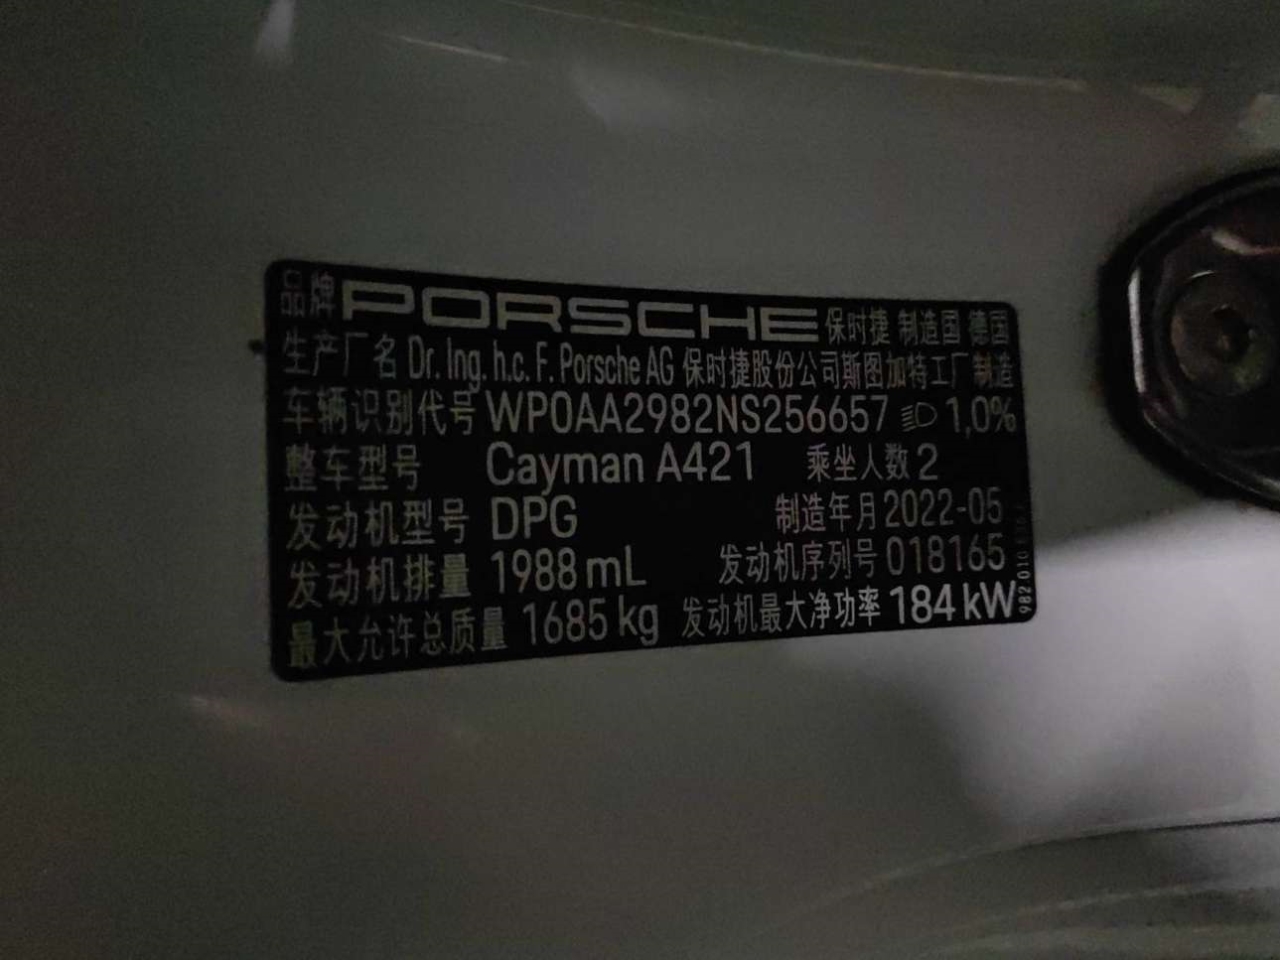 品牌 PORSCHE 保时捷 制造国 德国
生产厂名 Dr. Ing. h.c. F. Porsche AG 保时捷股份公司斯图加特工厂制造
车辆识别代号 WP0AA2982NS256657 1,0%
整车型号 Cayman A421 乘坐人数 2
发动机型号 DPG 制造年月 2022-05
发动机排量 1988 mL 发动机序列号 018165
最大允许总质量 1685 kg 发动机最大净功率 184 kW